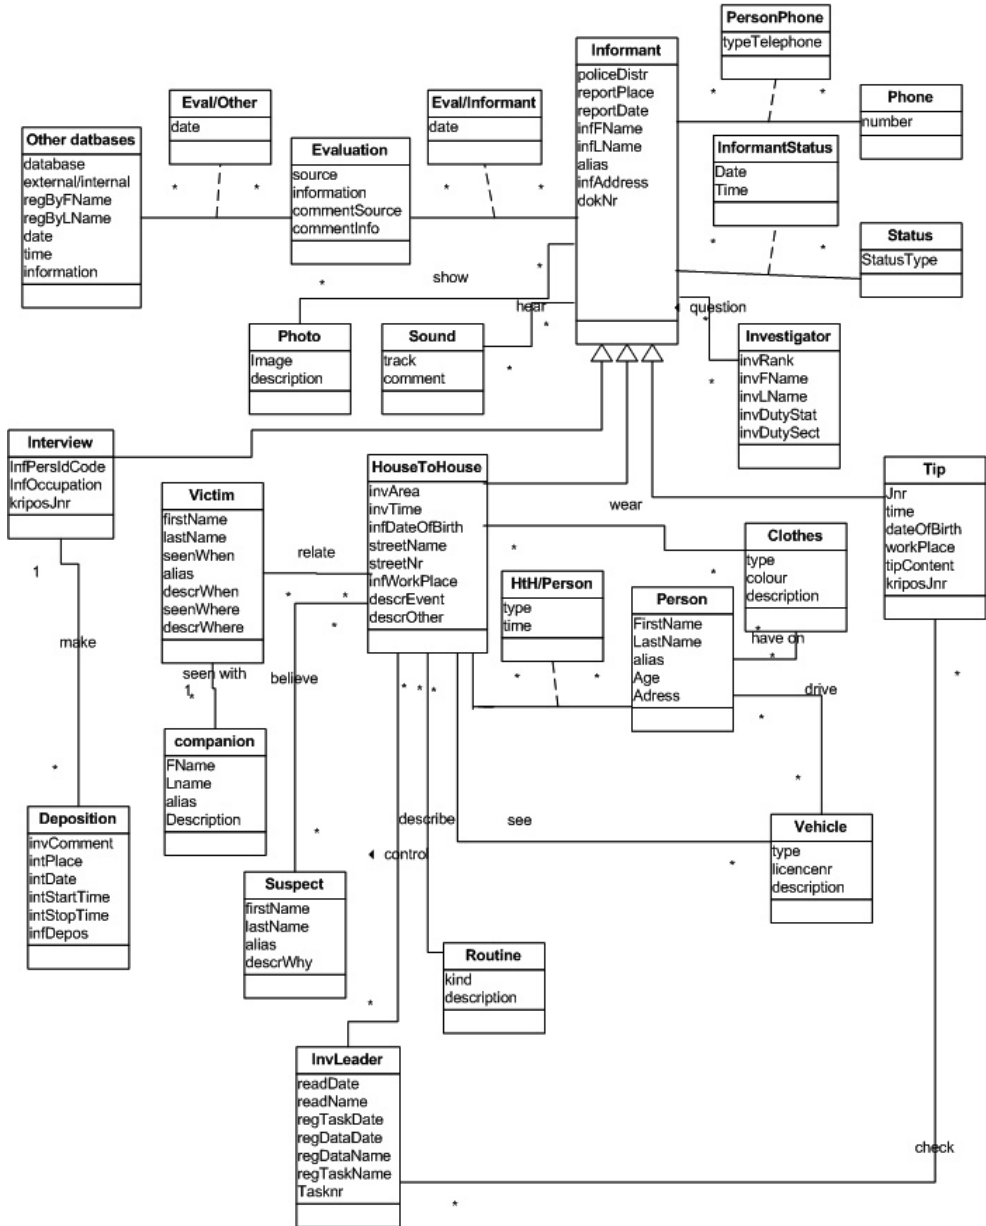 PersonPhone
typeTelephone
*
*
Informant
policeDistr
reportPlace
reportDate
infFName
infLName
alias
infAddress
dokNr
Phone
number
Eval/Other
date
*
*
Eval/Informant
date
*
*
Other datbases
database
external/internal
regByFName
regByLName
date
time
information
Evaluation
source
information
commentSource
commentInfo
InformantStatus
Date
Time
*
*
Status
StatusType
show
*
*
hear
*
*
question
*
*
Photo
Image
description
Sound
track
comment
Investigator
invRank
invFName
invLName
invDutyStat
invDutySect
Interview
InfPersIdCode
InfOccupation
kriposJnr
HouseToHouse
invArea
invTime
infDateOfBirth
streetName
streetNr
infWorkPlace
descrEvent
descrOther
Tip
Jnr
time
dateOfBirth
workPlace
tipContent
kriposJnr
Victim
firstName
lastName
seenWhen
alias
descrWhen
seenWhere
descrWhere
relate
*
*
wear
*
*
Clothes
type
colour
description
HtH/Person
type
time
*
*
Person
FirstName
LastName
alias
Age
Adress
*
have on
*
1
make
*
seen with
1
*
believe
*
*
*
*
*
drive
*
*
*
companion
FName
Lname
alias
Description
Deposition
invComment
intPlace
intDate
intStartTime
intStopTime
infDepos
describe
see
*
control
Vehicle
type
licencenr
description
Suspect
firstName
lastName
alias
descrWhy
Routine
kind
description
*
InvLeader
readDate
readName
regTaskDate
regDataDate
regDataName
regTaskName
Tasknr
check
*